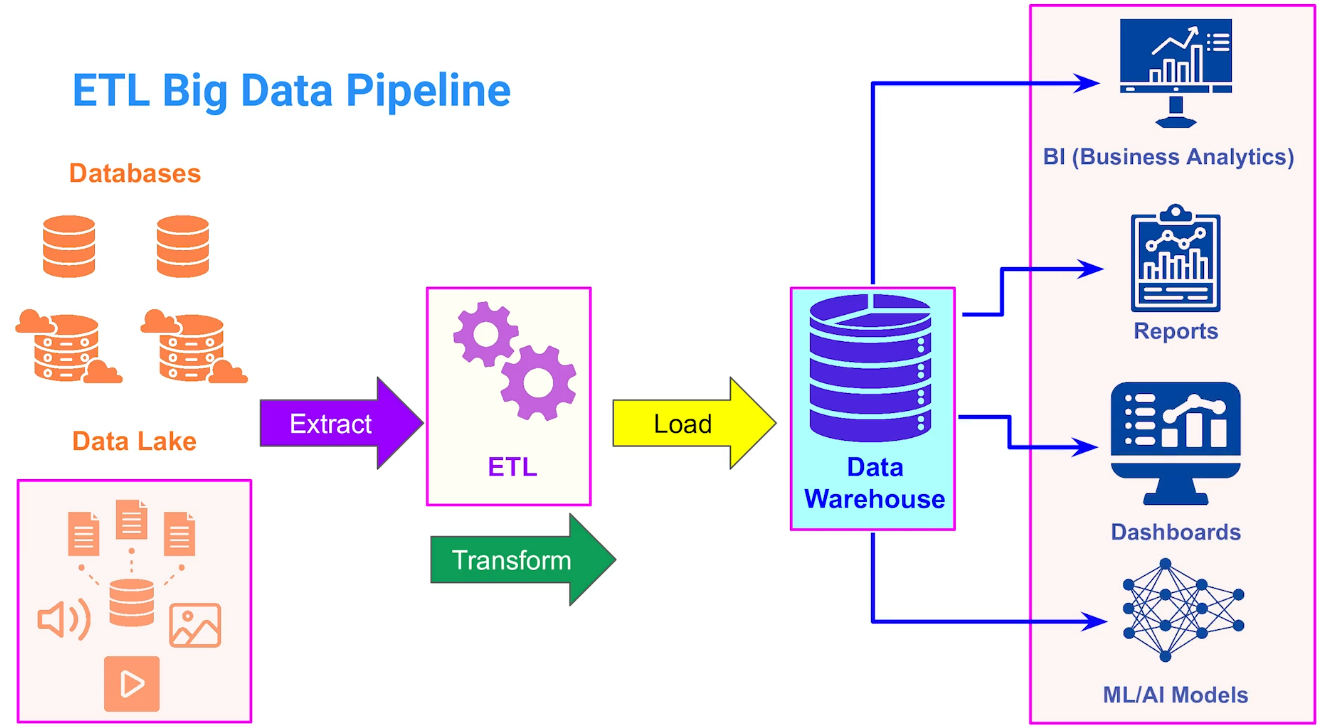 ETL Big Data Pipeline
Databases
Data Lake
Extract
ETL
Transform
Load
Data
Warehouse
BI (Business Analytics)
Reports
Dashboards
ML/AI Models